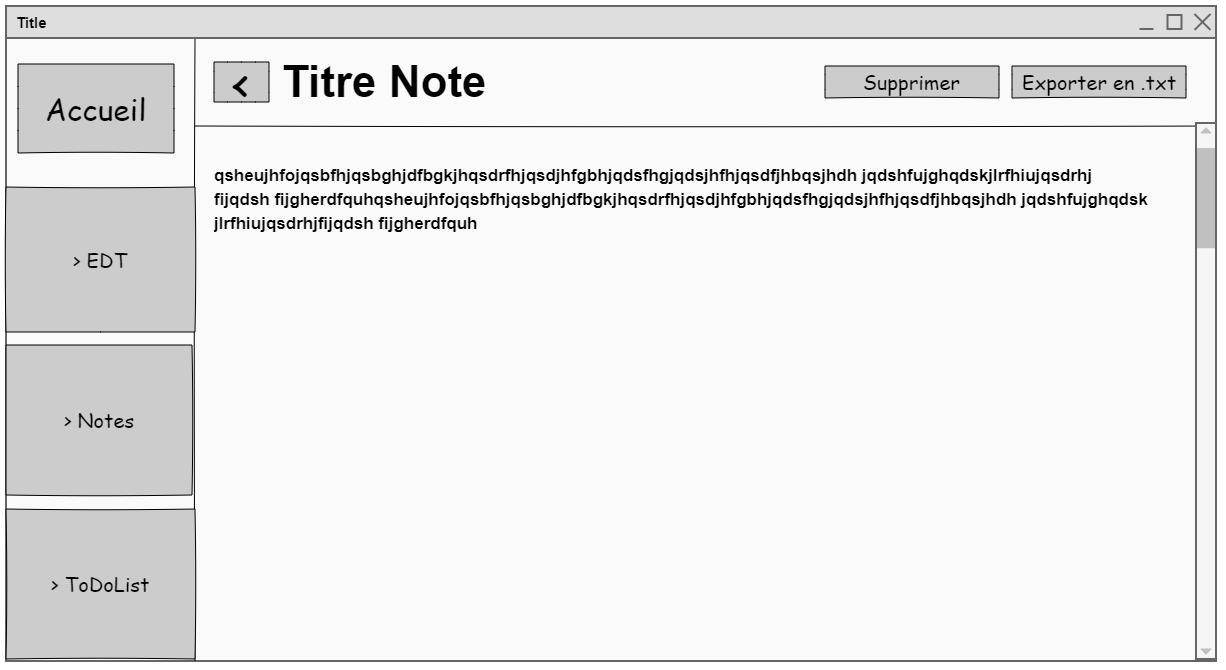 Title
Accueil
> EDT
> Notes
> ToDoList
< Titre Note
Supprimer
Exporter en .txt
qsheujhfojqsbfhjqsbghjdfbgkjhqsdrfhjqsdjhfgbhjqdsfhgjqdsjhfhjqsdfjhbqsjhdh jqdshfujghqdskjlrfhiujqsdrhj
fijqdsh fijgherdfquhqsheujhfojqsbfhjqsbghjdfbgkjhqsdrfhjqsdjhfgbhjqdsfhgjqdsjhfhjqsdfjhbqsjhdh jqdshfujghqdsk
jlrfhiujqsdrhjfijqdsh fijgherdfquh